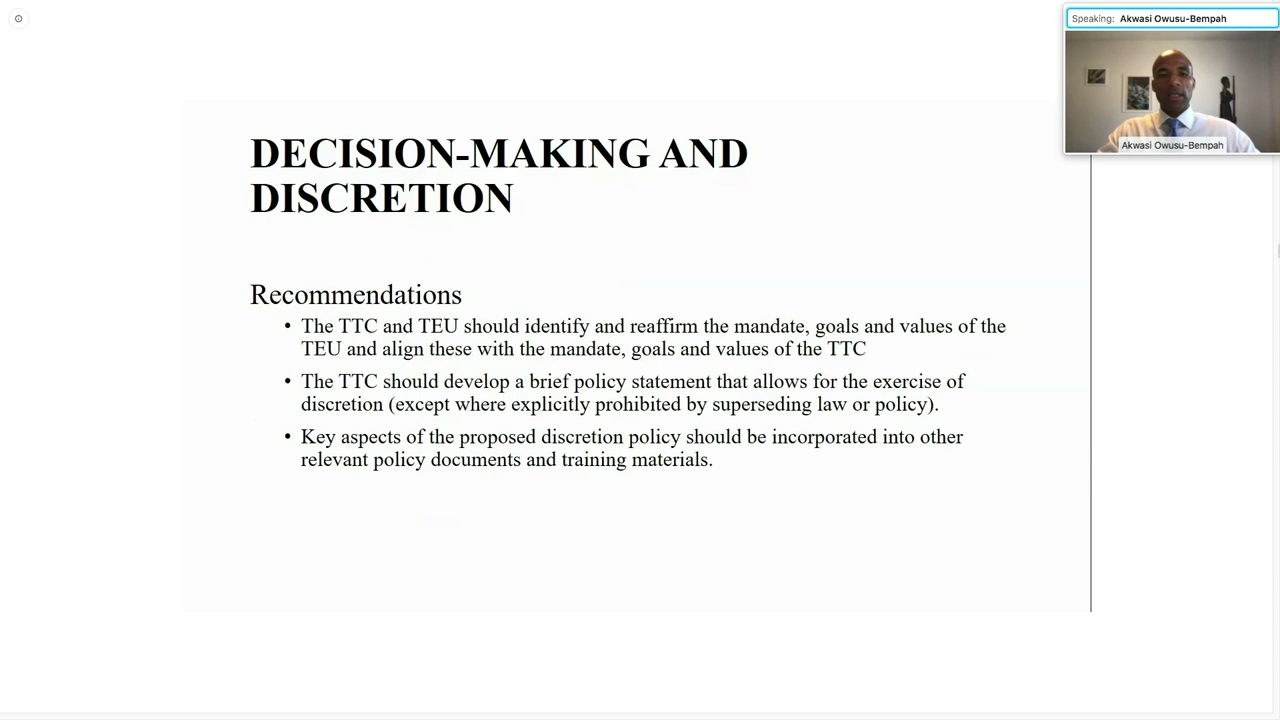 Speaking: Akwasi Owusu-Bempah
Akwasi Owusu-Bempah
DECISION-MAKING AND
DISCRETION
Recommendations
• The TTC and TEU should identify and reaffirm the mandate, goals and values of the
TEU and align these with the mandate, goals and values of the TTC
• The TTC should develop a brief policy statement that allows for the exercise of
discretion (except where explicitly prohibited by superseding law or policy).
• Key aspects of the proposed discretion policy should be incorporated into other
relevant policy documents and training materials.